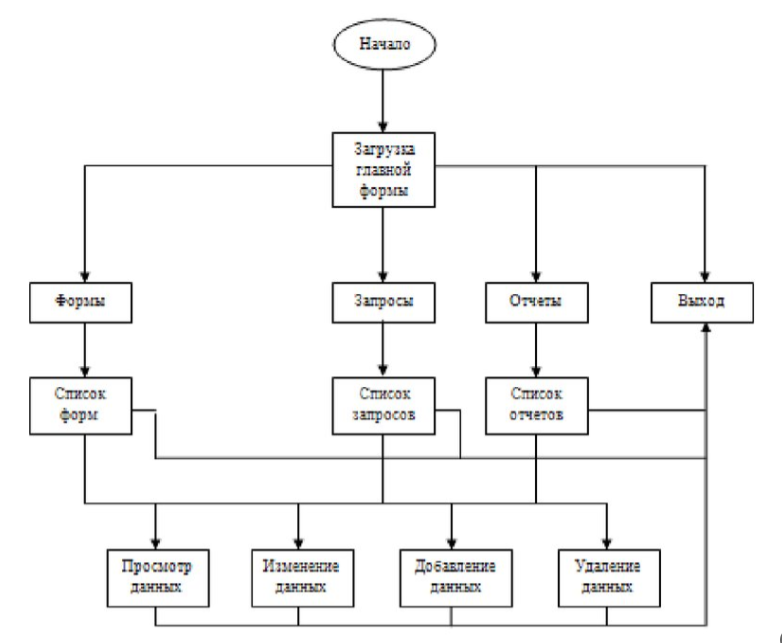 Начало
Загрузка
главной
формы
Формы
Запросы
Отчеты
Выход
Список
форм
Список
запросов
Список
отчетов
Просмотр
данных
Изменение
данных
Добавление
данных
Удаление
данных